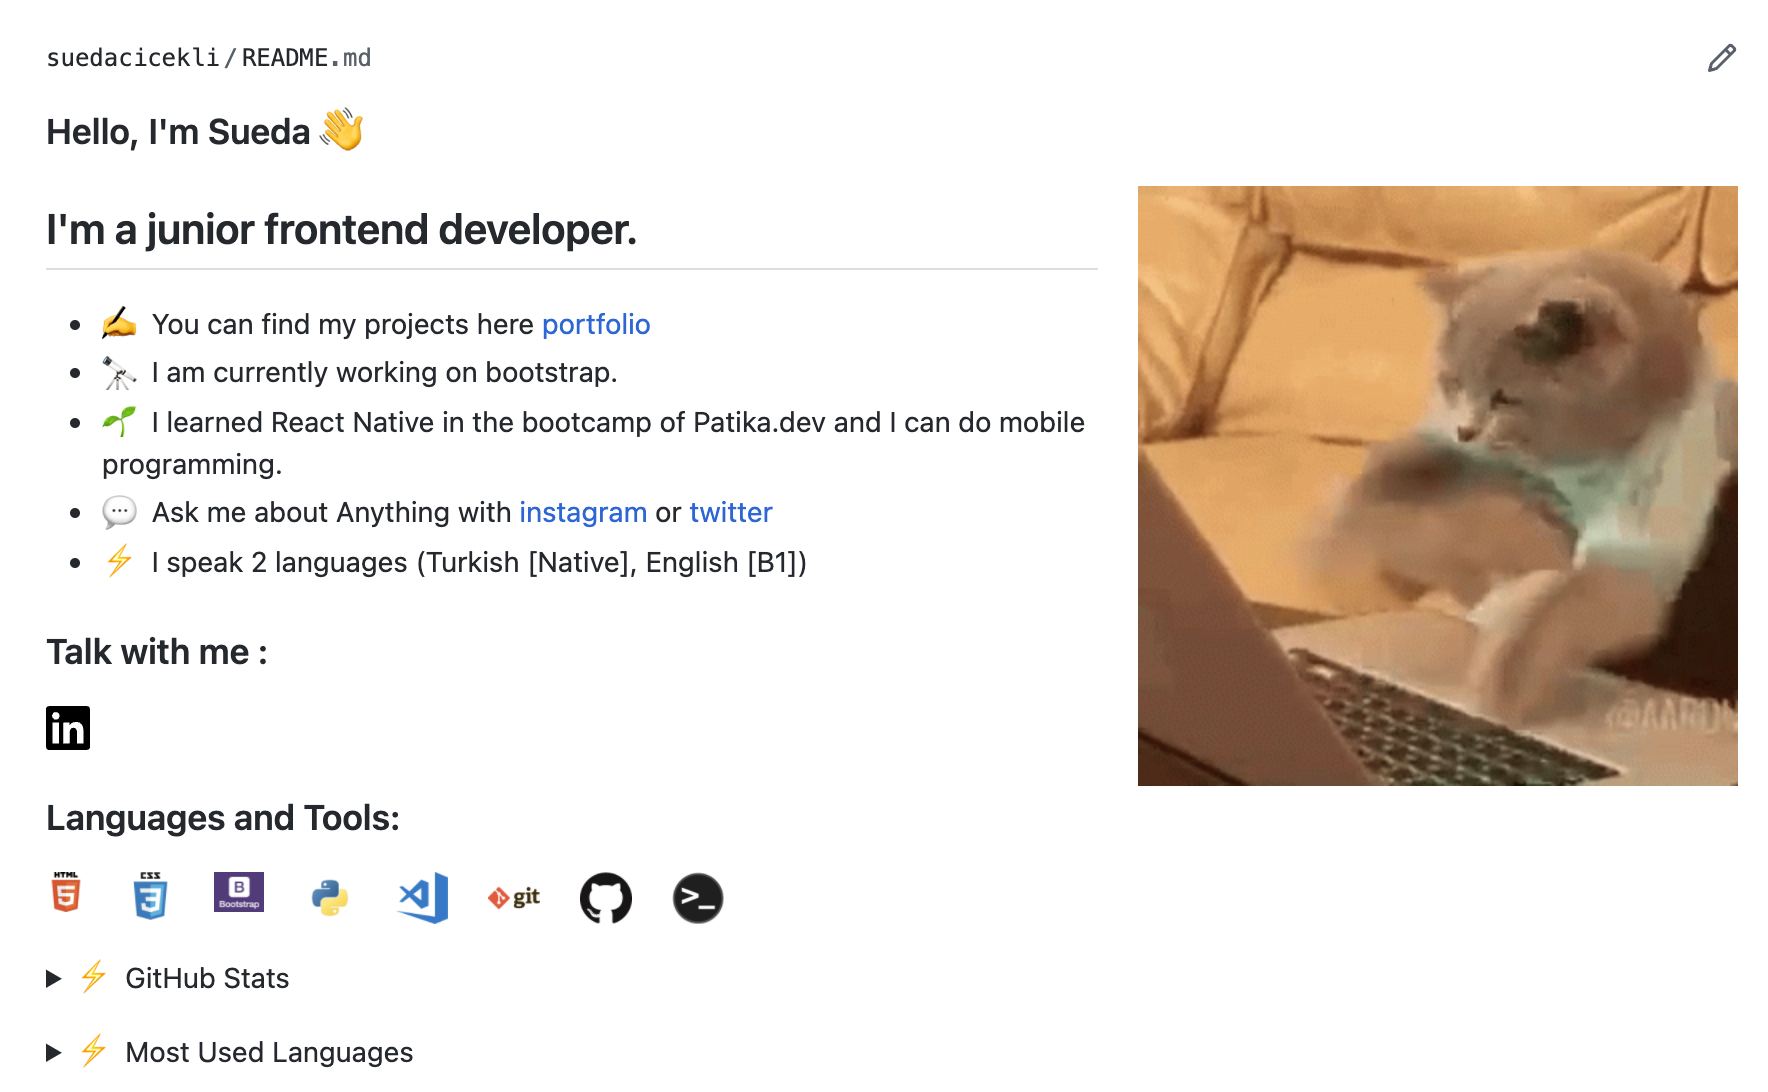 suedacicekli/README.md
Hello, I'm Sueda 👋
I'm a junior frontend developer.
• ✍️ You can find my projects here portfolio
• 🔭 I am currently working on bootstrap.
• 🌱 I learned React Native in the bootcamp of Patika.dev and I can do mobile
programming.
• 💬 Ask me about Anything with instagram or twitter
• ⚡ I speak 2 languages (Turkish [Native], English [B1])
Talk with me :
in
Languages and Tools:
HTML 5
CSS 3
B Bootstrap
git
>_
▶ ⚡ GitHub Stats
▶ ⚡ Most Used Languages